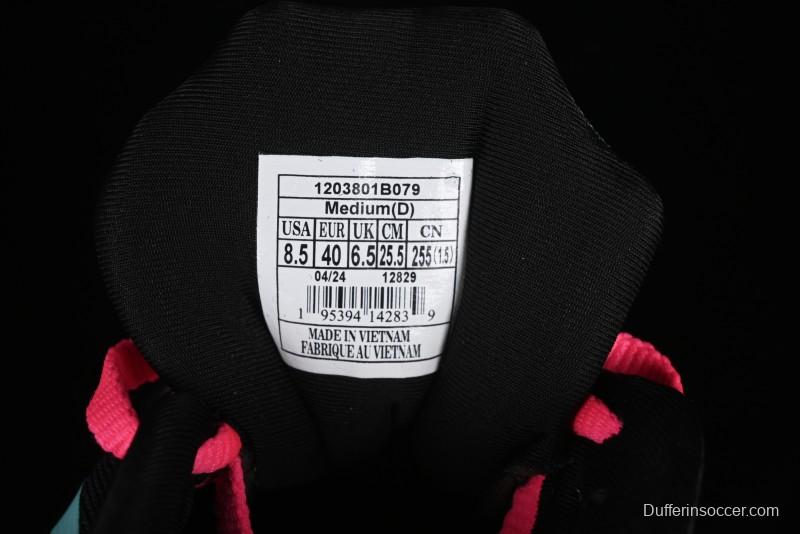 1203801B079
Medium(D)
USA EUR UK CM CN
8.5 40 6.5 25.5 255(1.5)
04/24 12829
1 95394 14283 9
MADE IN VIETNAM
FABRIQUE AU VIETNAM
Dufferinsoccer.com